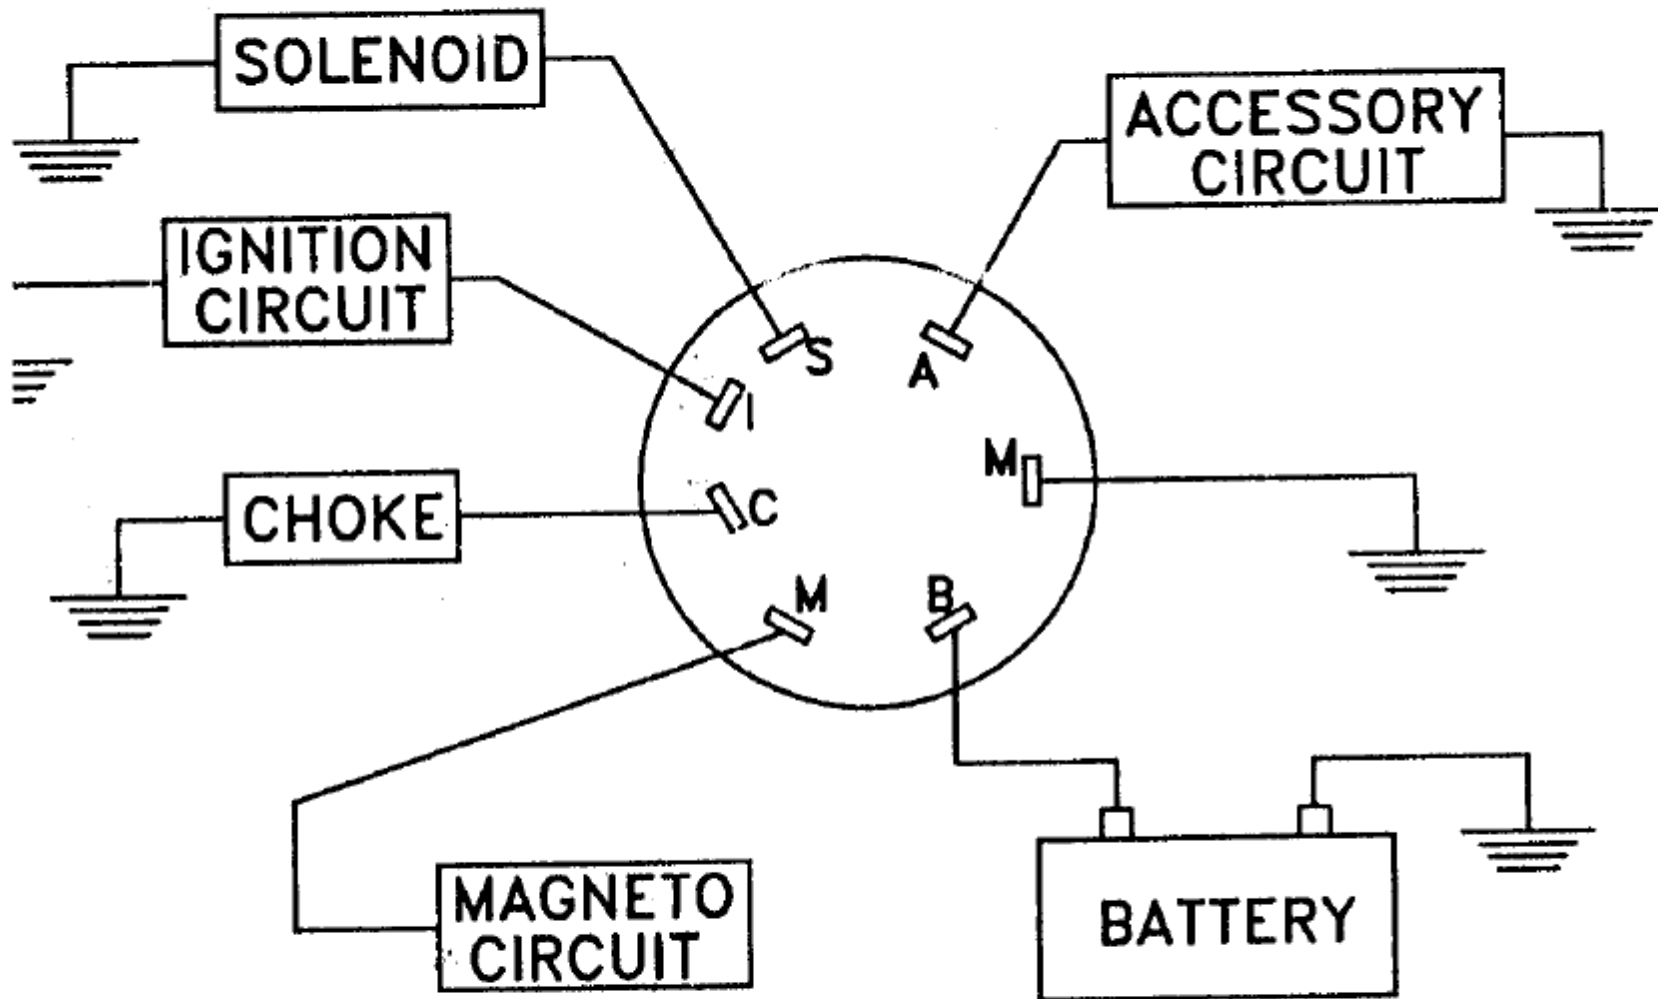 SOLENOID
ACCESSORY
CIRCUIT
IGNITION
CIRCUIT
S
A
I
M
CHOKE
C
M
B
MAGNETO
CIRCUIT
BATTERY